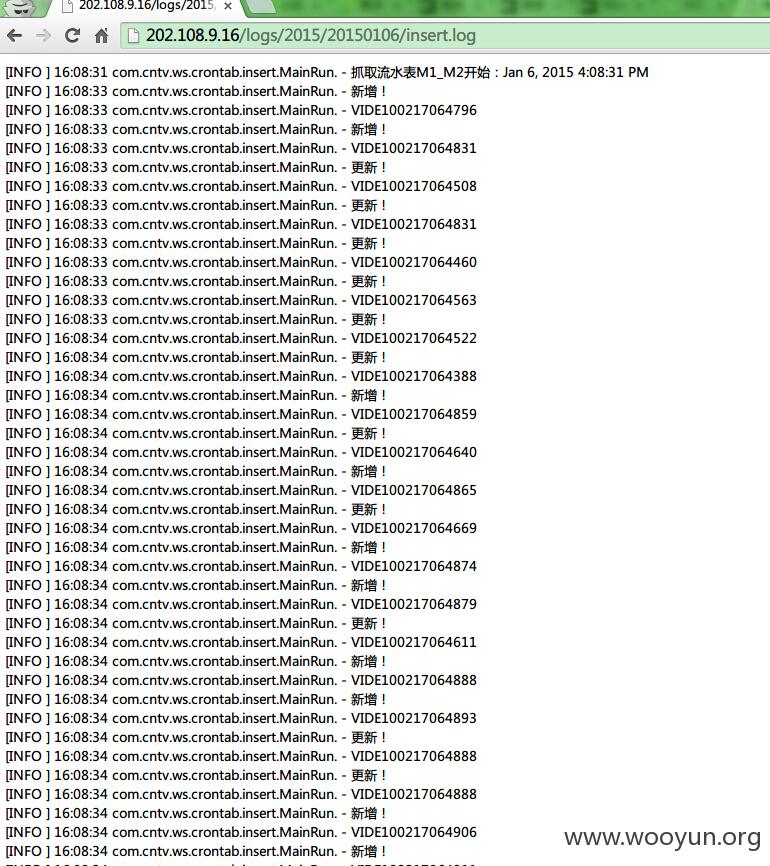 202.108.9.16/logs/2015/
202.108.9.16/logs/2015/20150106/insert.log
[INFO ] 16:08:31 com.cntv.ws.crontab.insert.MainRun. - 抓取流水表M1_M2开始：Jan 6, 2015 4:08:31 PM
[INFO ] 16:08:33 com.cntv.ws.crontab.insert.MainRun. - 新增！
[INFO ] 16:08:33 com.cntv.ws.crontab.insert.MainRun. - VIDE100217064796
[INFO ] 16:08:33 com.cntv.ws.crontab.insert.MainRun. - 新增！
[INFO ] 16:08:33 com.cntv.ws.crontab.insert.MainRun. - VIDE100217064831
[INFO ] 16:08:33 com.cntv.ws.crontab.insert.MainRun. - 更新！
[INFO ] 16:08:33 com.cntv.ws.crontab.insert.MainRun. - VIDE100217064508
[INFO ] 16:08:33 com.cntv.ws.crontab.insert.MainRun. - 更新！
[INFO ] 16:08:33 com.cntv.ws.crontab.insert.MainRun. - VIDE100217064831
[INFO ] 16:08:33 com.cntv.ws.crontab.insert.MainRun. - 更新！
[INFO ] 16:08:33 com.cntv.ws.crontab.insert.MainRun. - VIDE100217064460
[INFO ] 16:08:33 com.cntv.ws.crontab.insert.MainRun. - 更新！
[INFO ] 16:08:33 com.cntv.ws.crontab.insert.MainRun. - VIDE100217064563
[INFO ] 16:08:33 com.cntv.ws.crontab.insert.MainRun. - 更新！
[INFO ] 16:08:34 com.cntv.ws.crontab.insert.MainRun. - VIDE100217064522
[INFO ] 16:08:34 com.cntv.ws.crontab.insert.MainRun. - 更新！
[INFO ] 16:08:34 com.cntv.ws.crontab.insert.MainRun. - VIDE100217064388
[INFO ] 16:08:34 com.cntv.ws.crontab.insert.MainRun. - 新增！
[INFO ] 16:08:34 com.cntv.ws.crontab.insert.MainRun. - VIDE100217064859
[INFO ] 16:08:34 com.cntv.ws.crontab.insert.MainRun. - 更新！
[INFO ] 16:08:34 com.cntv.ws.crontab.insert.MainRun. - VIDE100217064640
[INFO ] 16:08:34 com.cntv.ws.crontab.insert.MainRun. - 新增！
[INFO ] 16:08:34 com.cntv.ws.crontab.insert.MainRun. - VIDE100217064865
[INFO ] 16:08:34 com.cntv.ws.crontab.insert.MainRun. - 更新！
[INFO ] 16:08:34 com.cntv.ws.crontab.insert.MainRun. - VIDE100217064669
[INFO ] 16:08:34 com.cntv.ws.crontab.insert.MainRun. - 新增！
[INFO ] 16:08:34 com.cntv.ws.crontab.insert.MainRun. - VIDE100217064874
[INFO ] 16:08:34 com.cntv.ws.crontab.insert.MainRun. - 新增！
[INFO ] 16:08:34 com.cntv.ws.crontab.insert.MainRun. - VIDE100217064879
[INFO ] 16:08:34 com.cntv.ws.crontab.insert.MainRun. - 更新！
[INFO ] 16:08:34 com.cntv.ws.crontab.insert.MainRun. - VIDE100217064611
[INFO ] 16:08:34 com.cntv.ws.crontab.insert.MainRun. - 新增！
[INFO ] 16:08:34 com.cntv.ws.crontab.insert.MainRun. - VIDE100217064888
[INFO ] 16:08:34 com.cntv.ws.crontab.insert.MainRun. - 新增！
[INFO ] 16:08:34 com.cntv.ws.crontab.insert.MainRun. - VIDE100217064893
[INFO ] 16:08:34 com.cntv.ws.crontab.insert.MainRun. - 更新！
[INFO ] 16:08:34 com.cntv.ws.crontab.insert.MainRun. - VIDE100217064888
[INFO ] 16:08:34 com.cntv.ws.crontab.insert.MainRun. - 更新！
[INFO ] 16:08:34 com.cntv.ws.crontab.insert.MainRun. - VIDE100217064888
[INFO ] 16:08:34 com.cntv.ws.crontab.insert.MainRun. - 新增！
[INFO ] 16:08:34 com.cntv.ws.crontab.insert.MainRun. - VIDE100217064906
[INFO ] 16:08:34 com.cntv.ws.crontab.insert.MainRun. - 新增！
www.wooyun.org